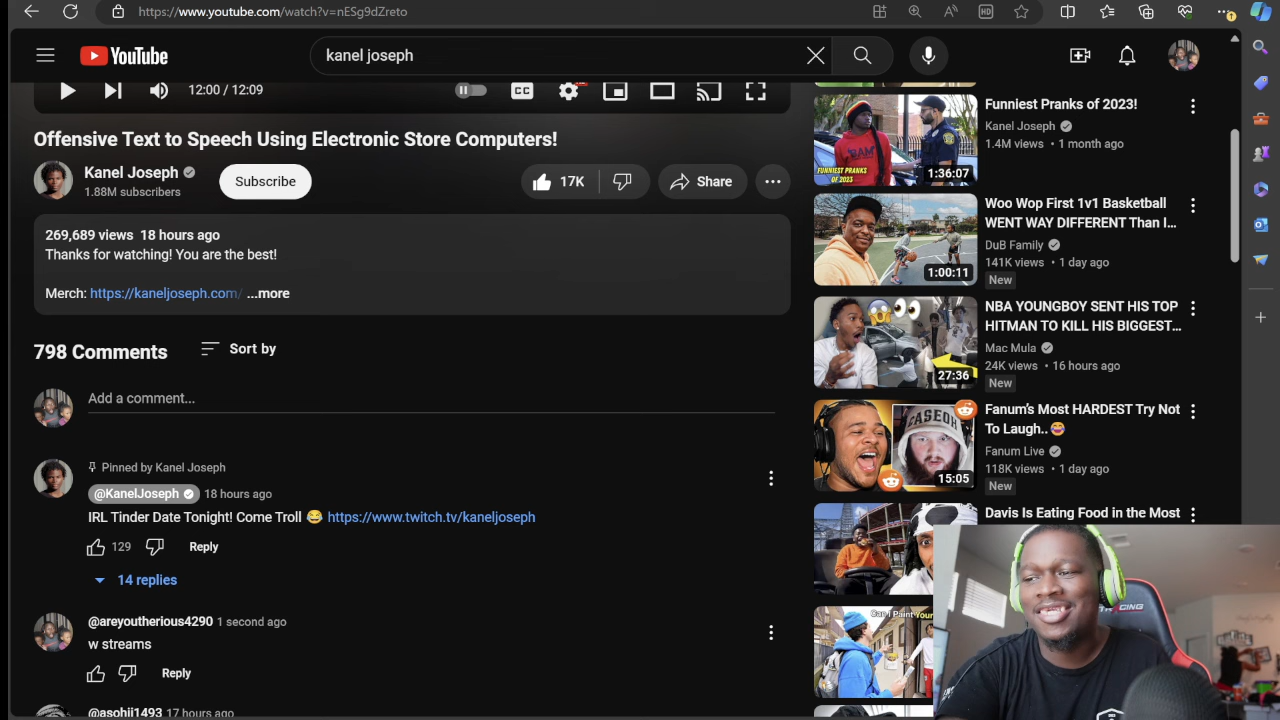 https://www.youtube.com/watch?v=nESg9dZreto
HD
YouTube
kanel joseph
12:00 / 12:09
CC
Offensive Text to Speech Using Electronic Store Computers!
Kanel Joseph
1.88M subscribers
Subscribe
17K
Share
269,689 views
hours ago
Thanks for watching! You are the best!
Merch: https://kaneljoseph.com/ ...more
798 Comments
Sort by
Add a comment...
Pinned by Kanel Joseph
@KanelJoseph 18 hours ago
IRL Tinder Date Tonight! Come Troll 😂 https://www.twitch.tv/kaneljoseph
129
Reply
14 replies
1 second ago
w streams
Reply
@asohii1493 17 hours ago
FUNNIEST PRANKS
OF 2023
1:36:07
Funniest Pranks of 2023!
Kanel Joseph
1.4M views • 1 month ago
1:00:11
Woo Wop First 1v1 Basketball
WENT WAY DIFFERENT Than I...
DuB Family
141K views • 1 day ago
New
27:36
NBA YOUNGBOY SENT HIS TOP
HITMAN TO KILL HIS BIGGEST...
Mac Mula
24K views • 16 hours ago
New
CASEOH
15:05
Fanum's Most HARDEST Try Not
To Laugh..😂
Fanum Live
118K views • 1 day ago
New
Davis Is Eating Food in the Most
Can I Paint Your